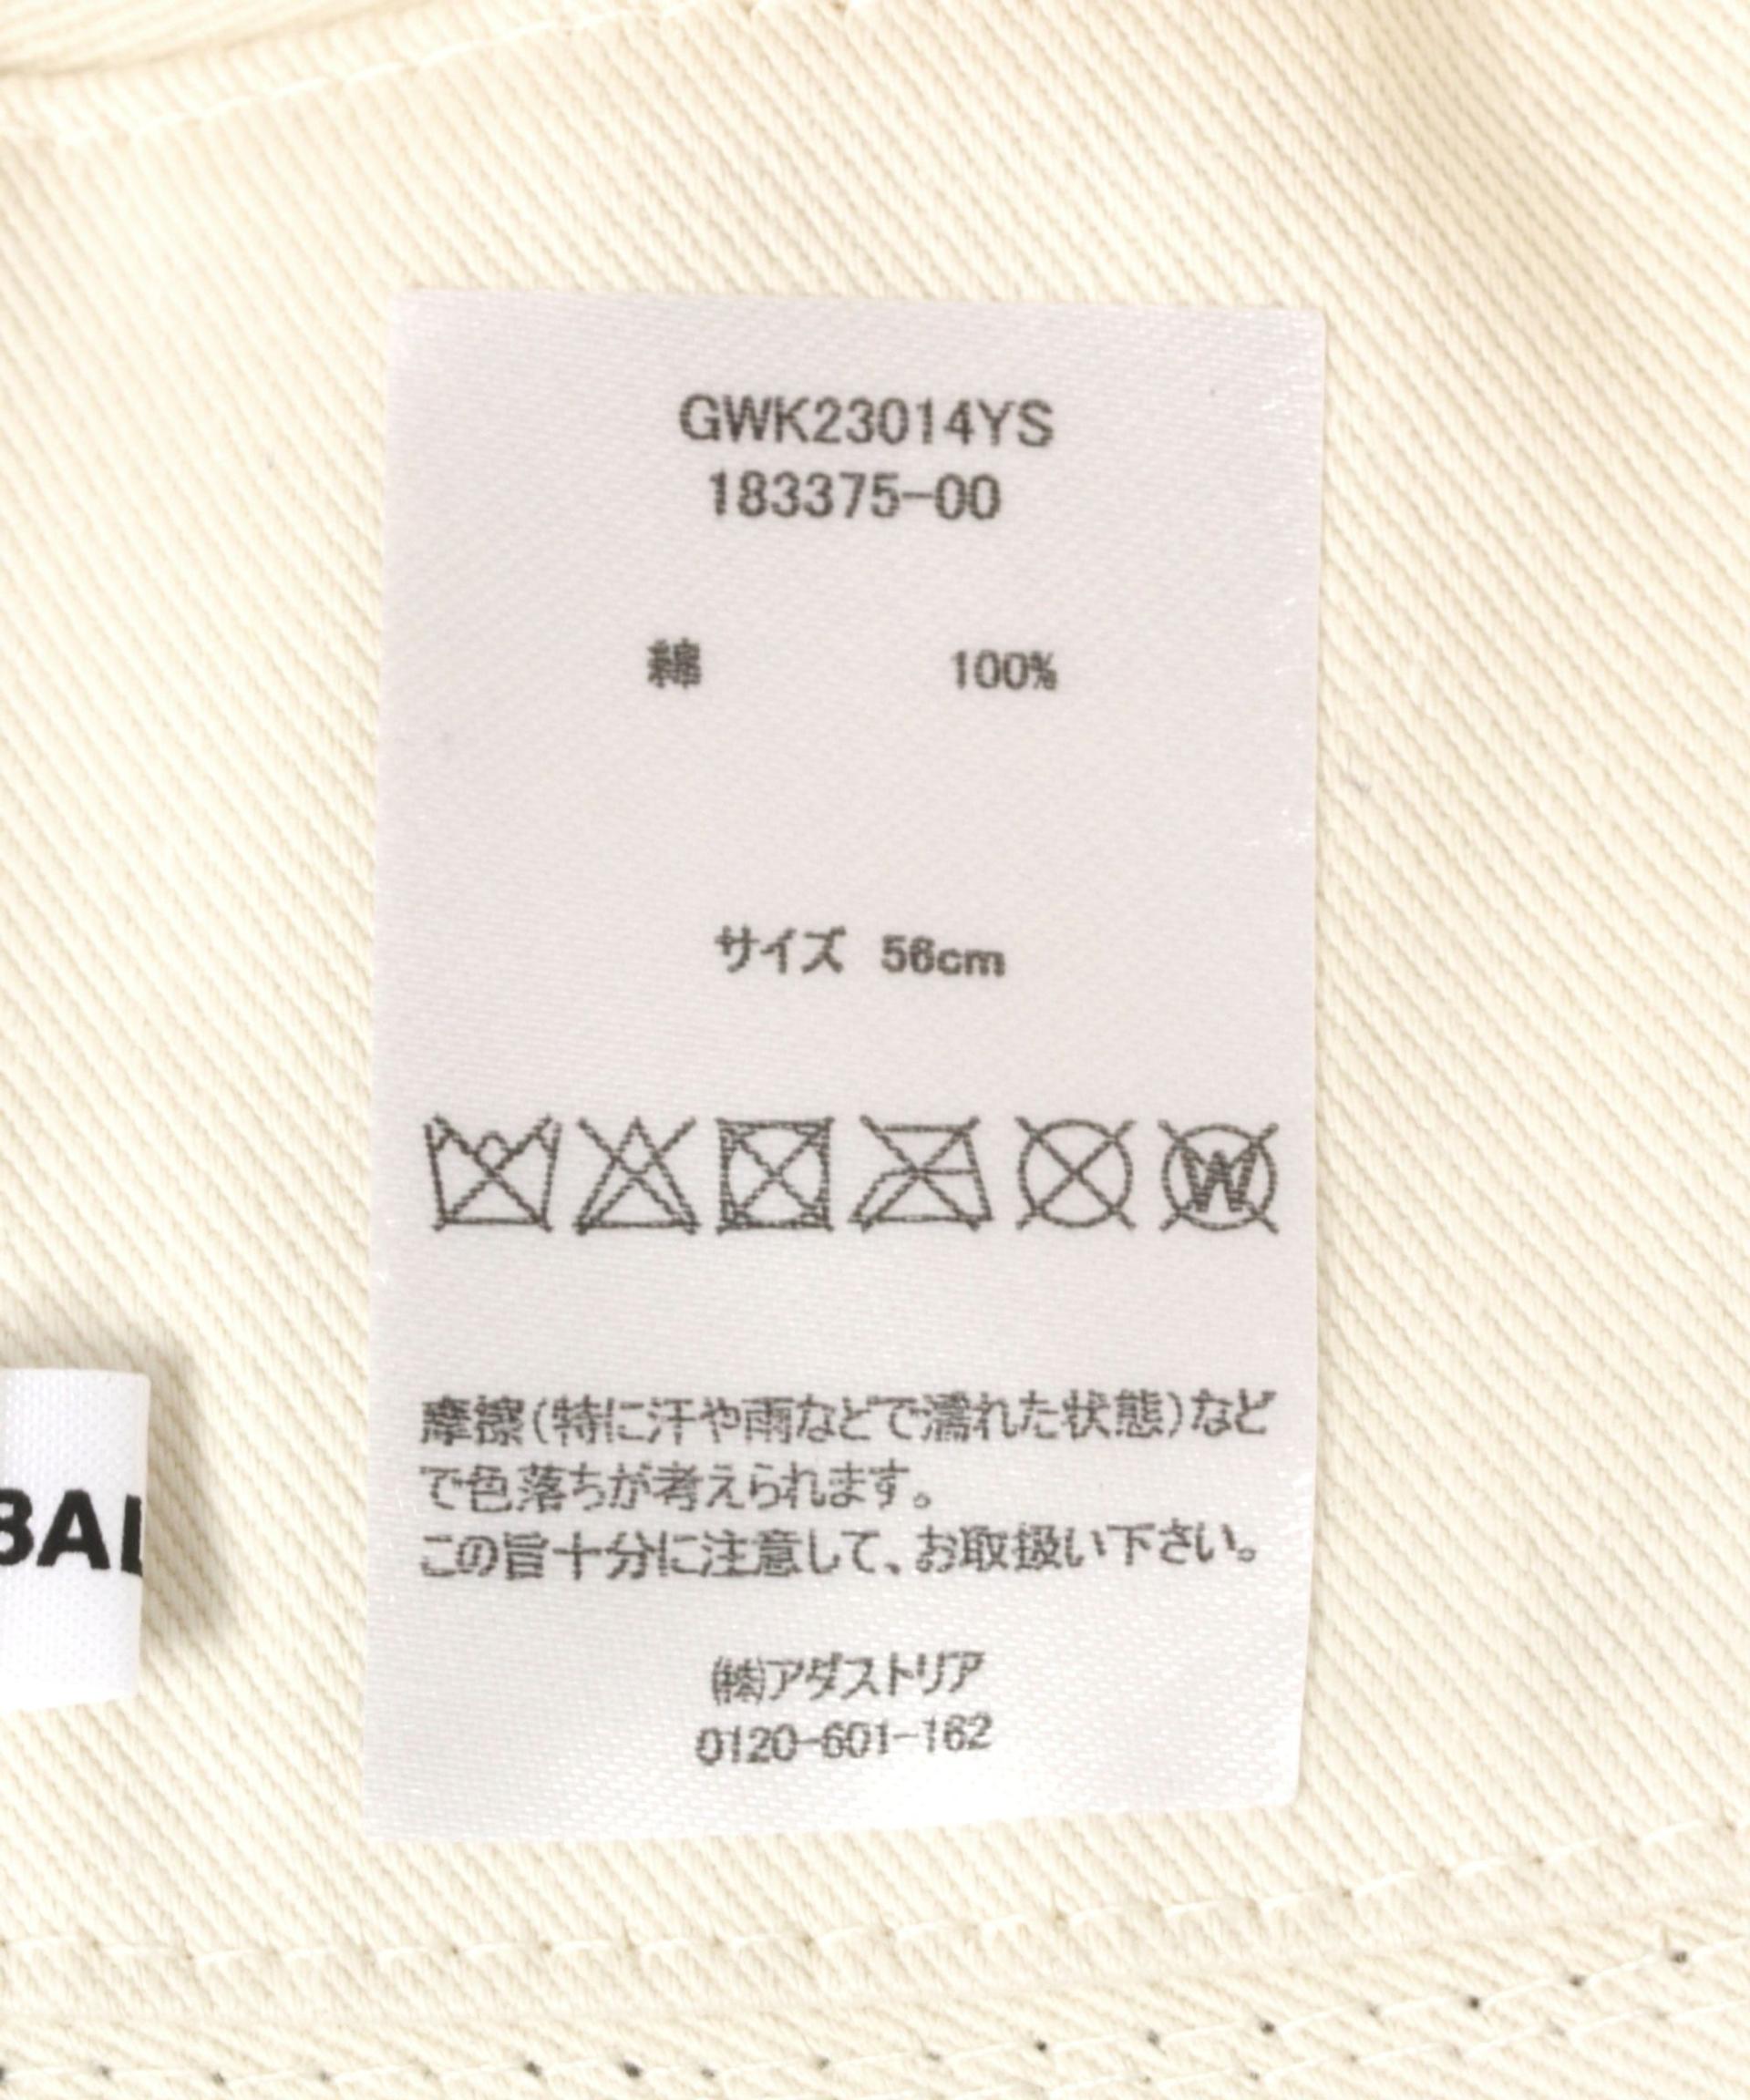 GWK23014YS
183375-00
綿 100%
サイズ 56cm
W
摩擦(特に汗や雨などで濡れた状態)など
で色落ちが考えられます。
この旨十分に注意して、お取扱い下さい。
BAL
㈱アダストリア
0120-601-162